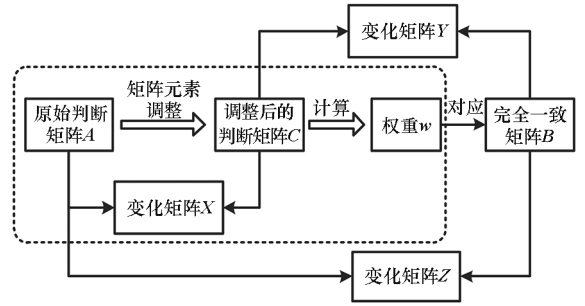 变化矩阵Y
矩阵元素
调整
原始判断
矩阵A
调整后的
判断矩阵C
计算
权重w
对应
完全一致
矩阵B
变化矩阵X
变化矩阵Z